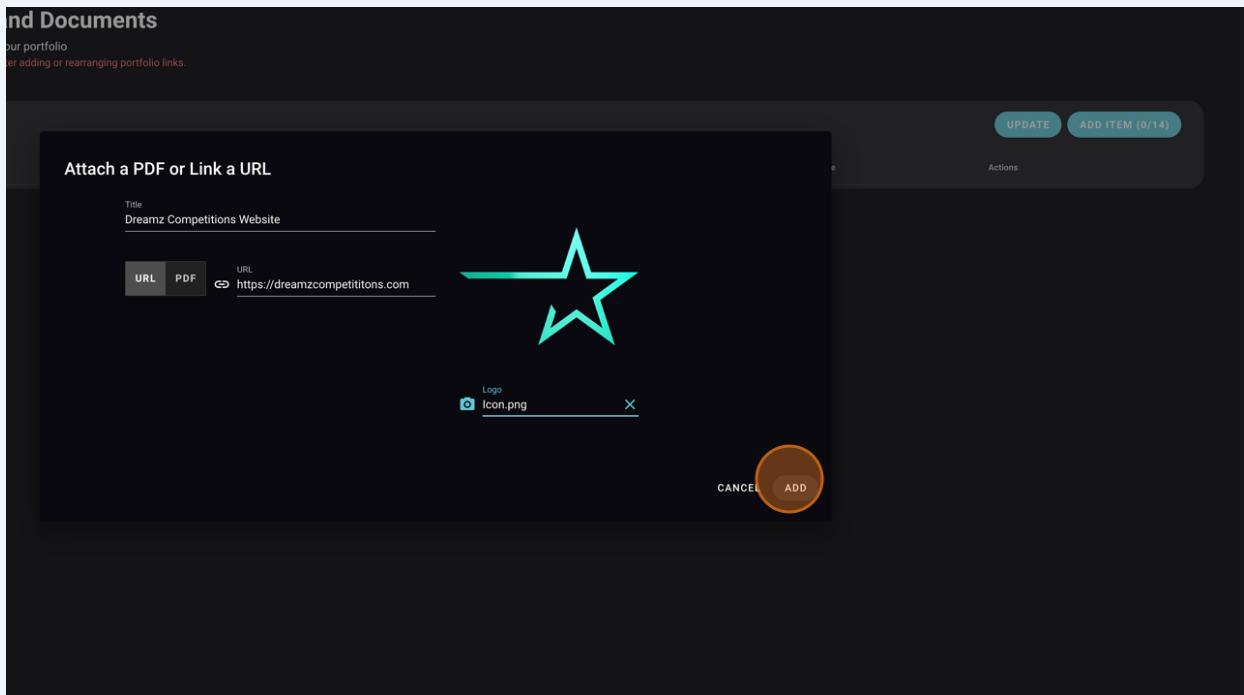 and Documents
our portfolio
ter adding or rearranging portfolio links.
UPDATE
ADD ITEM (0/14)
Attach a PDF or Link a URL
e
Actions
Title
Dreamz Competitions Website
URL
PDF
URL
https://dreamzcompetititons.com
Logo
Icon.png
CANCEL
ADD